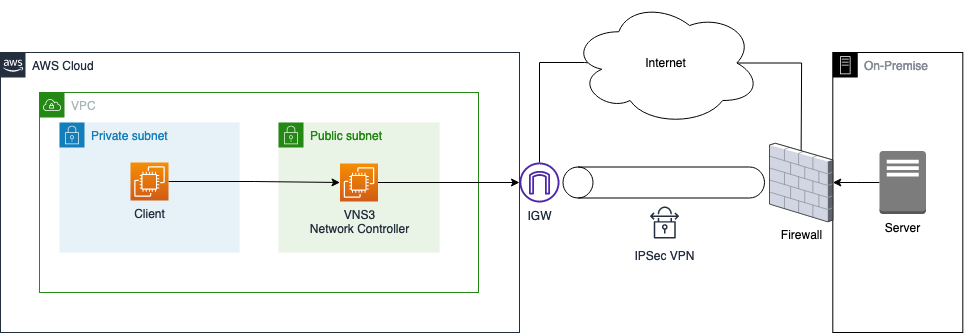 aws
AWS Cloud
VPC
Private subnet
Client
Public subnet
VNS3
Network Controller
IGW
Internet
IPSec VPN
Firewall
On-Premise
Server